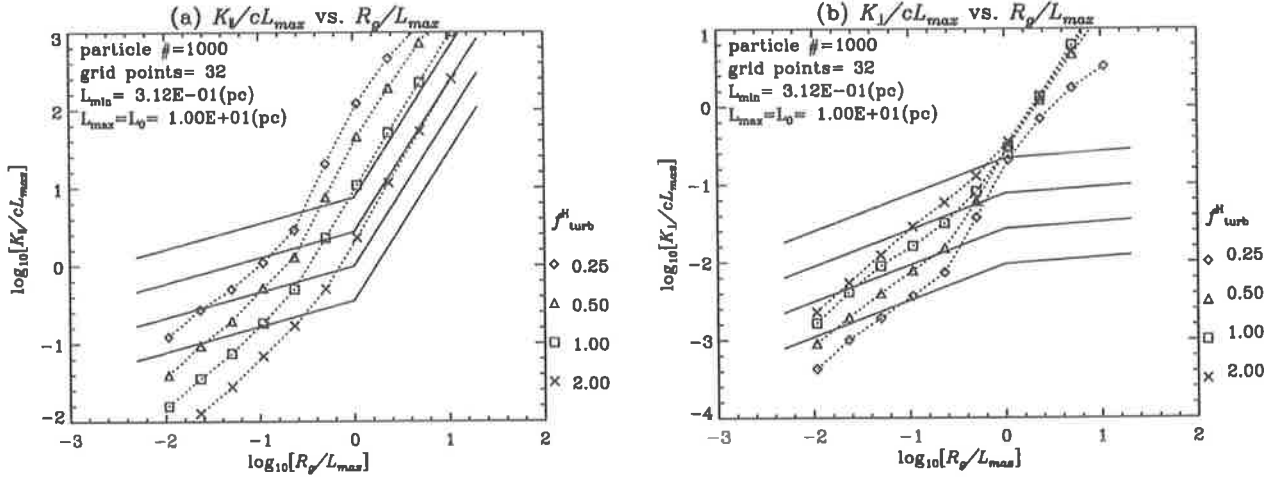 (a) K∥/cLmax vs. Rg/Lmax
particle #=1000
grid points= 32
Lmin= 3.12E-01(pc)
Lmax=L0= 1.00E+01(pc)
log10[K∥/cLmax]
3
2
1
0
-1
-2
-3
-2
-1
0
1
2
log10[Rg/Lmax]
fHturb
0.25
0.50
1.00
2.00
(b) K⊥/cLmax vs. Rg/Lmax
particle #=1000
grid points= 32
Lmin= 3.12E-01(pc)
Lmax=L0= 1.00E+01(pc)
log10[K⊥/cLmax]
1
0
-1
-2
-3
-4
-3
-2
-1
0
1
2
log10[Rg/Lmax]
fHturb
0.25
0.50
1.00
2.00